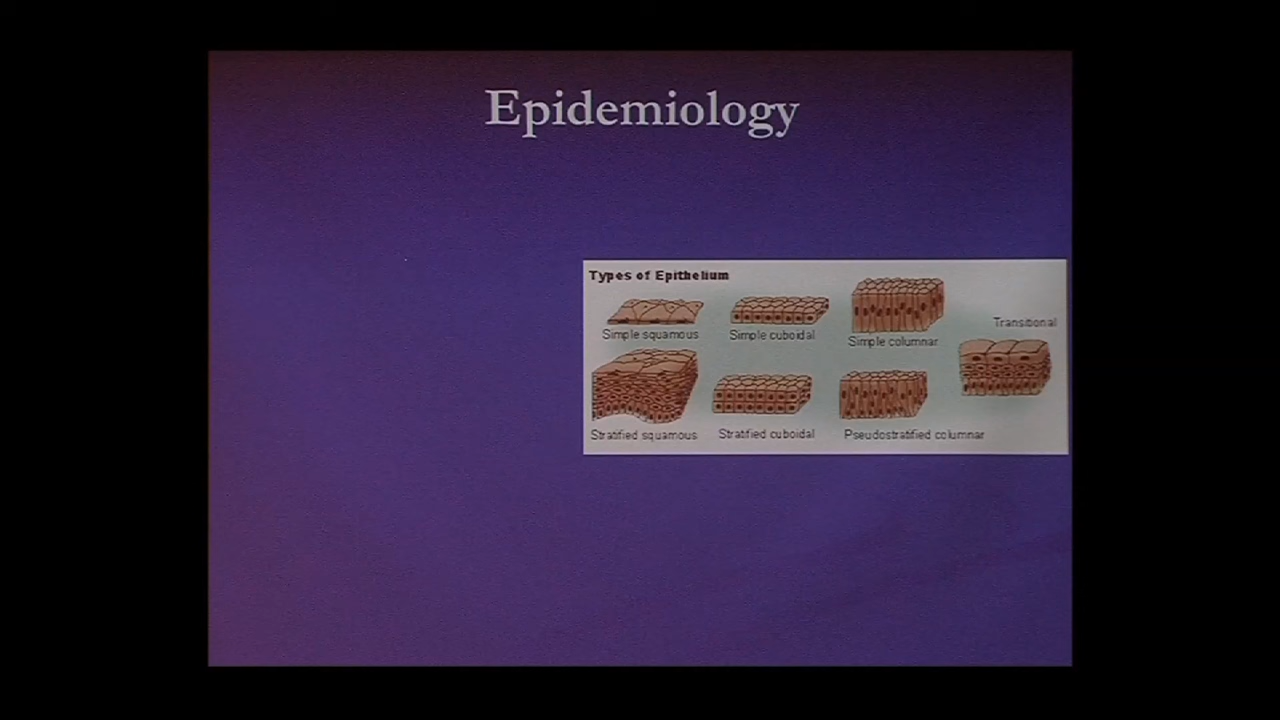 Epidemiology
Types of Epithelium
Simple squamous
Simple cuboidal
Simple columnar
Transitional
Stratified squamous
Stratified cuboidal
Pseudostratified columnar